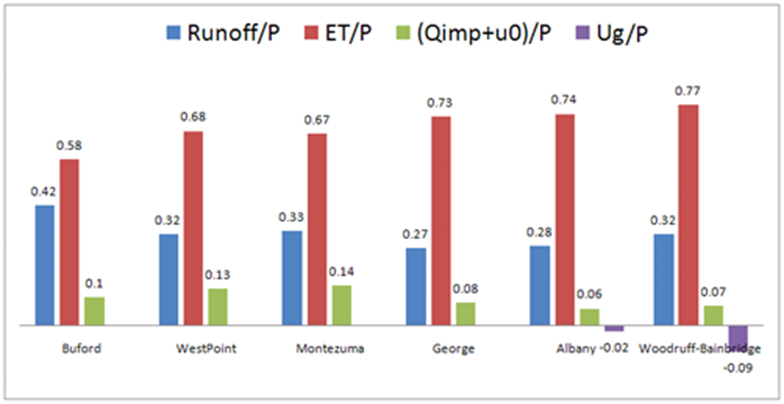 Runoff/P ET/P (Qimp+u0)/P Ug/P
0.77
0.73 0.74
0.68 0.67
0.58
0.42
0.32 0.33 0.32
0.27 0.28
0.1 0.13 0.14 0.08 0.06 0.07
Buford WestPoint Montezuma George Albany -0.02 Woodruff-Bainbridge
-0.09